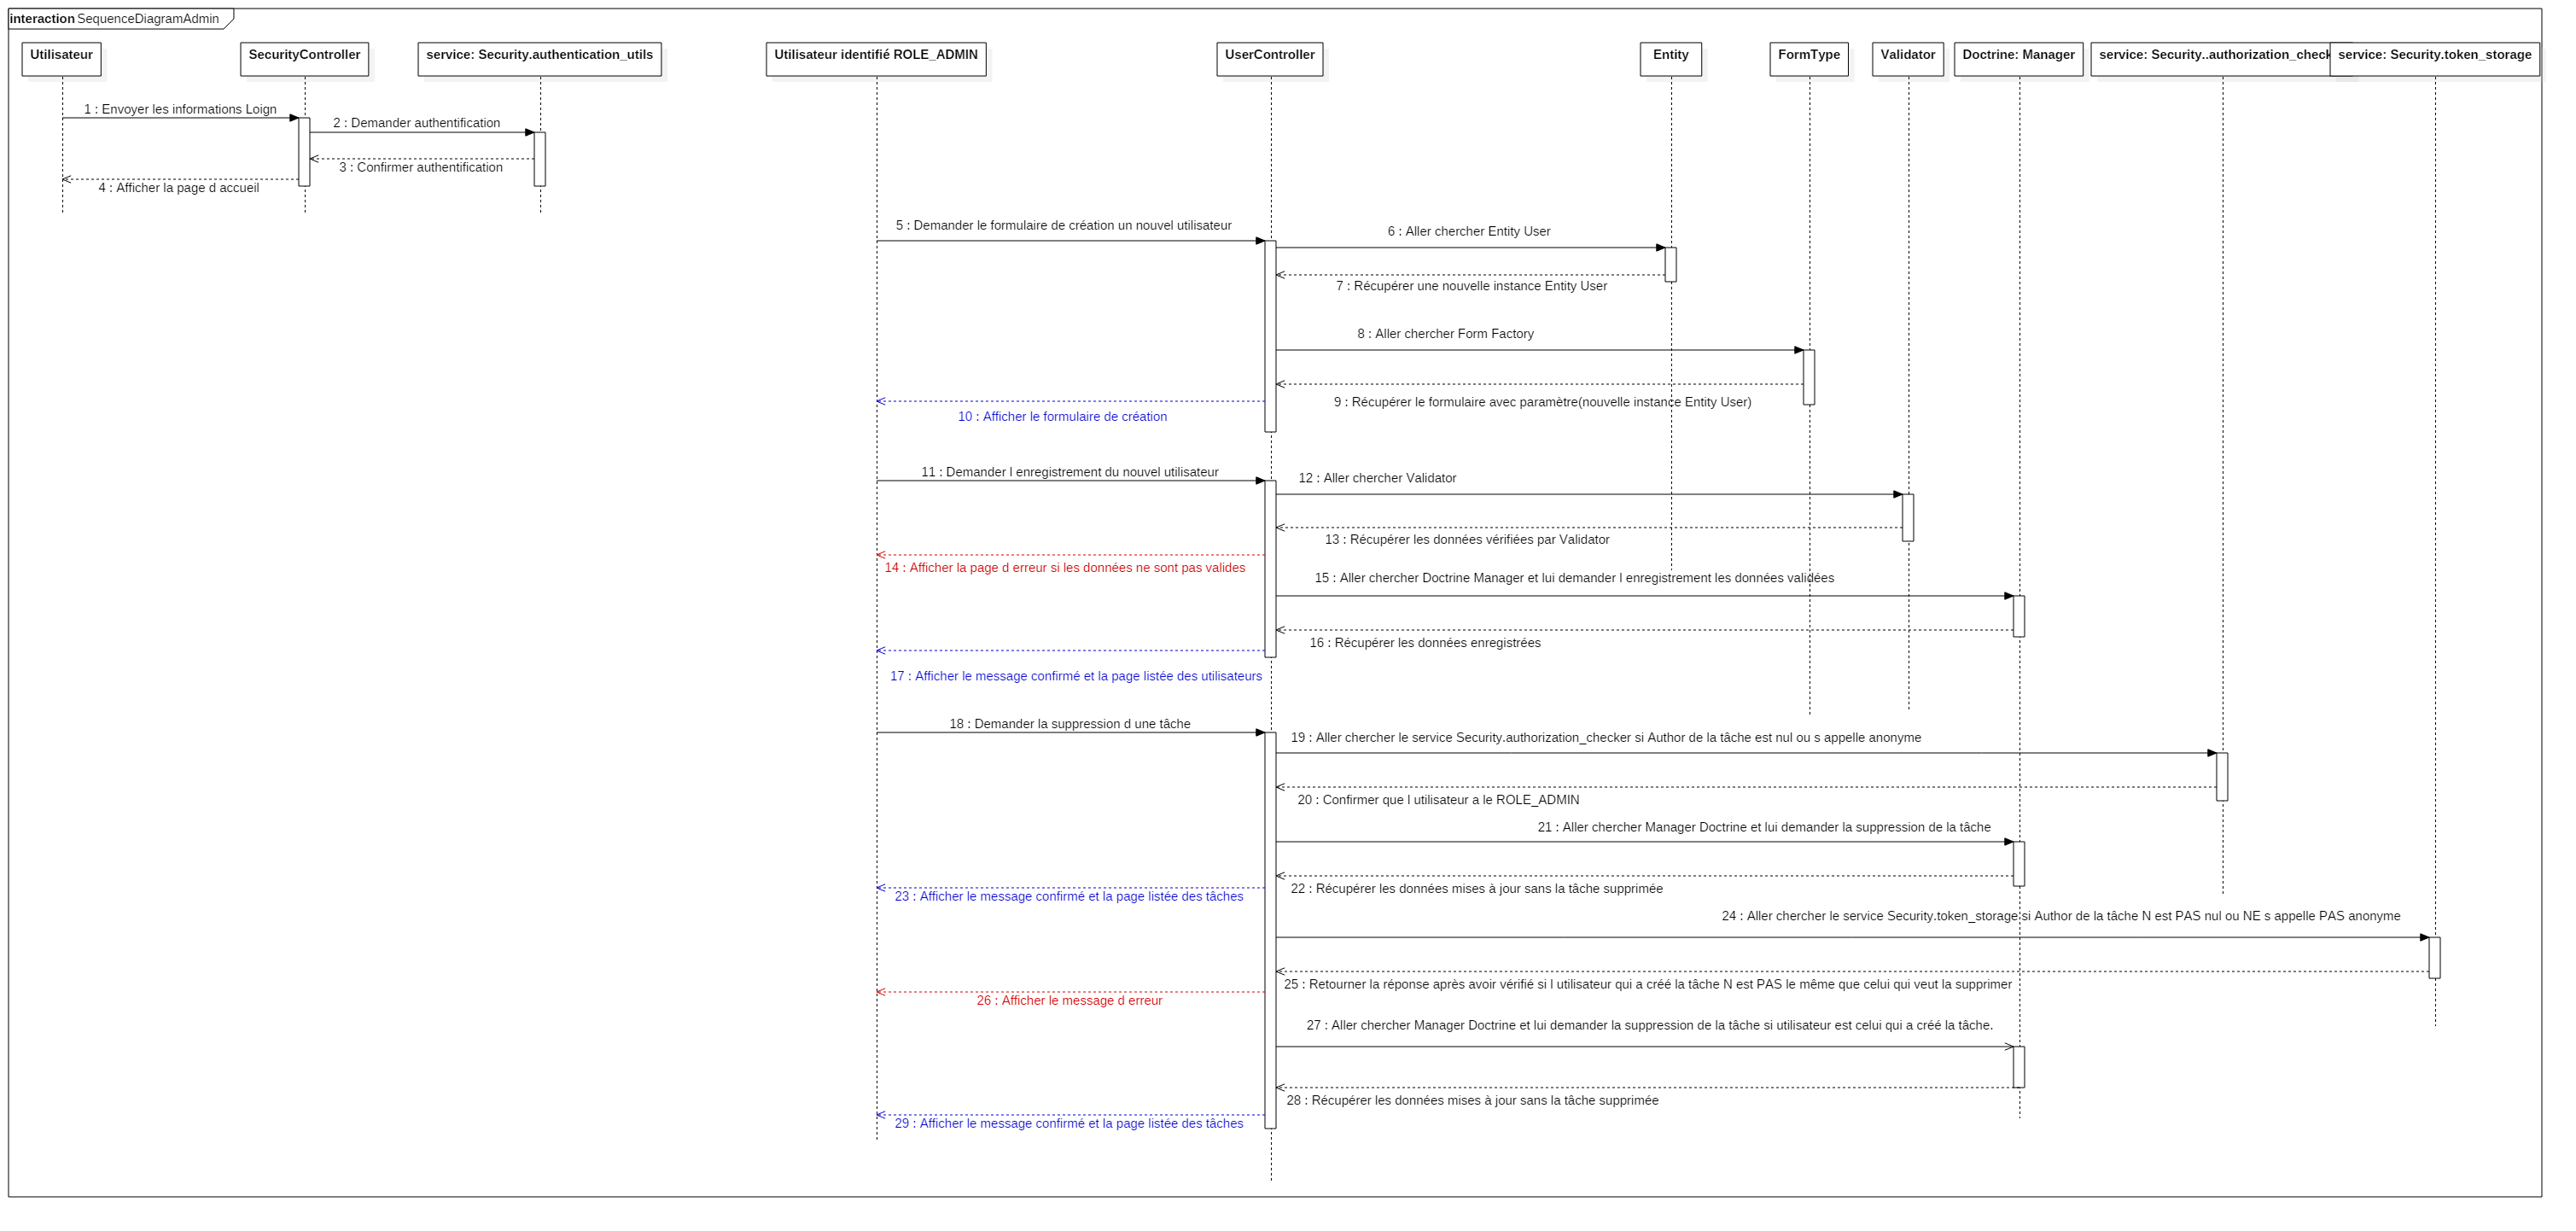 interaction SequenceDiagramAdmin
Utilisateur
SecurityController
service: Security.authentication_utils
Utilisateur identifié ROLE_ADMIN
UserController
Entity
FormType
Validator
Doctrine: Manager
service: Security..authorization_check
service: Security.token_storage
1 : Envoyer les informations Loign
2 : Demander authentification
3 : Confirmer authentification
4 : Afficher la page d accueil
5 : Demander le formulaire de création un nouvel utilisateur
6 : Aller chercher Entity User
7 : Récupérer une nouvelle instance Entity User
8 : Aller chercher Form Factory
9 : Récupérer le formulaire avec paramètre(nouvelle instance Entity User)
10 : Afficher le formulaire de création
11 : Demander l enregistrement du nouvel utilisateur
12 : Aller chercher Validator
13 : Récupérer les données vérifiées par Validator
14 : Afficher la page d erreur si les données ne sont pas valides
15 : Aller chercher Doctrine Manager et lui demander l enregistrement les données validées
16 : Récupérer les données enregistrées
17 : Afficher le message confirmé et la page listée des utilisateurs
18 : Demander la suppression d une tâche
19 : Aller chercher le service Security.authorization_checker si Author de la tâche est nul ou s appelle anonyme
20 : Confirmer que l utilisateur a le ROLE_ADMIN
21 : Aller chercher Manager Doctrine et lui demander la suppression de la tâche
22 : Récupérer les données mises à jour sans la tâche supprimée
23 : Afficher le message confirmé et la page listée des tâches
24 : Aller chercher le service Security.token_storage si Author de la tâche N est PAS nul ou NE s appelle PAS anonyme
25 : Retourner la réponse après avoir vérifié si l utilisateur qui a créé la tâche N est PAS le même que celui qui veut la supprimer
26 : Afficher le message d erreur
27 : Aller chercher Manager Doctrine et lui demander la suppression de la tâche si utilisateur est celui qui a créé la tâche.
28 : Récupérer les données mises à jour sans la tâche supprimée
29 : Afficher le message confirmé et la page listée des tâches